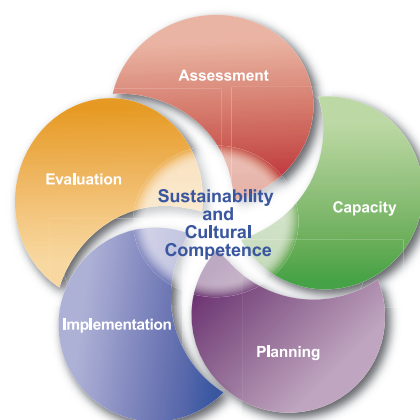 Assessment
Capacity
Planning
Implementation
Evaluation
Sustainability
and
Cultural
Competence